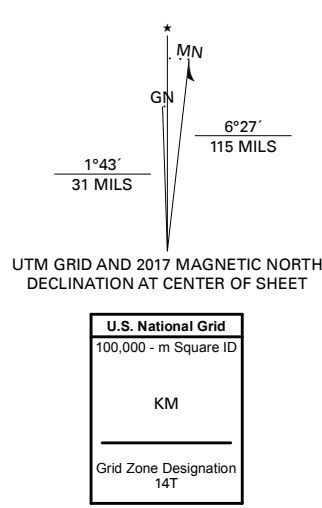 MN
GN
6°27´
115 MILS
1°43´
31 MILS
UTM GRID AND 2017 MAGNETIC NORTH
DECLINATION AT CENTER OF SHEET
U.S. National Grid
100,000 - m Square ID
KM
Grid Zone Designation
14T